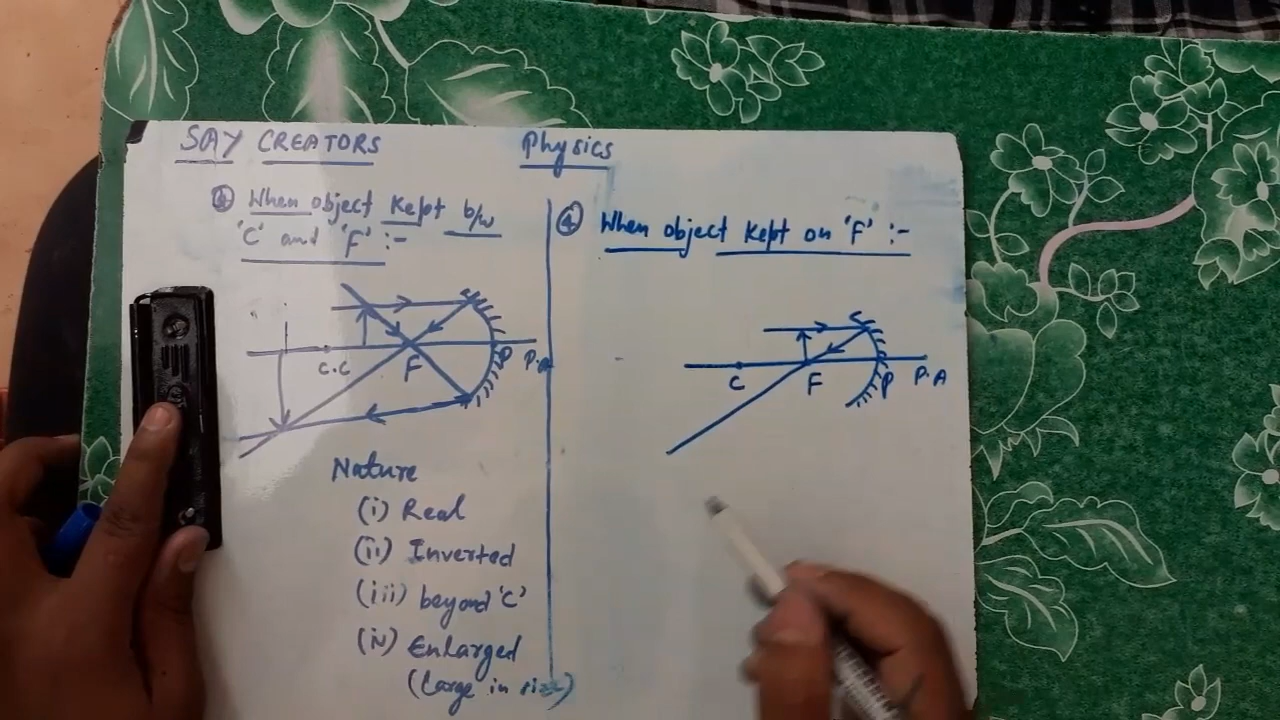 SAY CREATORS
Physics
③ When object Kept b/w
'C' and 'F' :-
C.C
F
P
P.A
Nature
(i) Real
(ii) Inverted
(iii) beyond 'C'
(iv) Enlarged
(Large in size)
④ When object Kept on 'F' :-
C
F
P
P.A